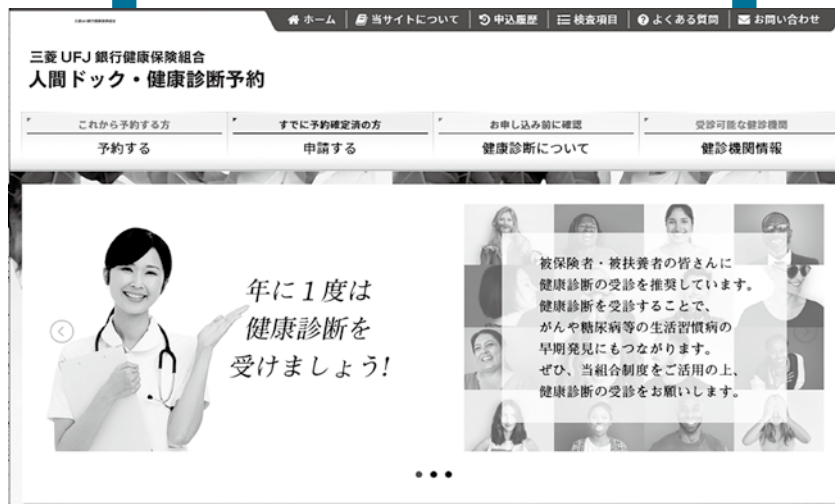 ホーム
当サイトについて
申込履歴
検査項目
よくある質問
お問い合わせ
三菱 UFJ 銀行健康保険組合
人間ドック・健康診断予約
これから予約する方
予約する
すでに予約確定済の方
申請する
お申し込み前に確認
健康診断について
受診可能な健診機関
健診機関情報
年に1度は
健康診断を
受けましょう!
被保険者・被扶養者の皆さんに
健康診断の受診を推奨しています。
健康診断を受診することで、
がんや糖尿病等の生活習慣病の
早期発見にもつながります。
ぜひ、当組合制度をご活用の上、
健康診断の受診をお願いします。